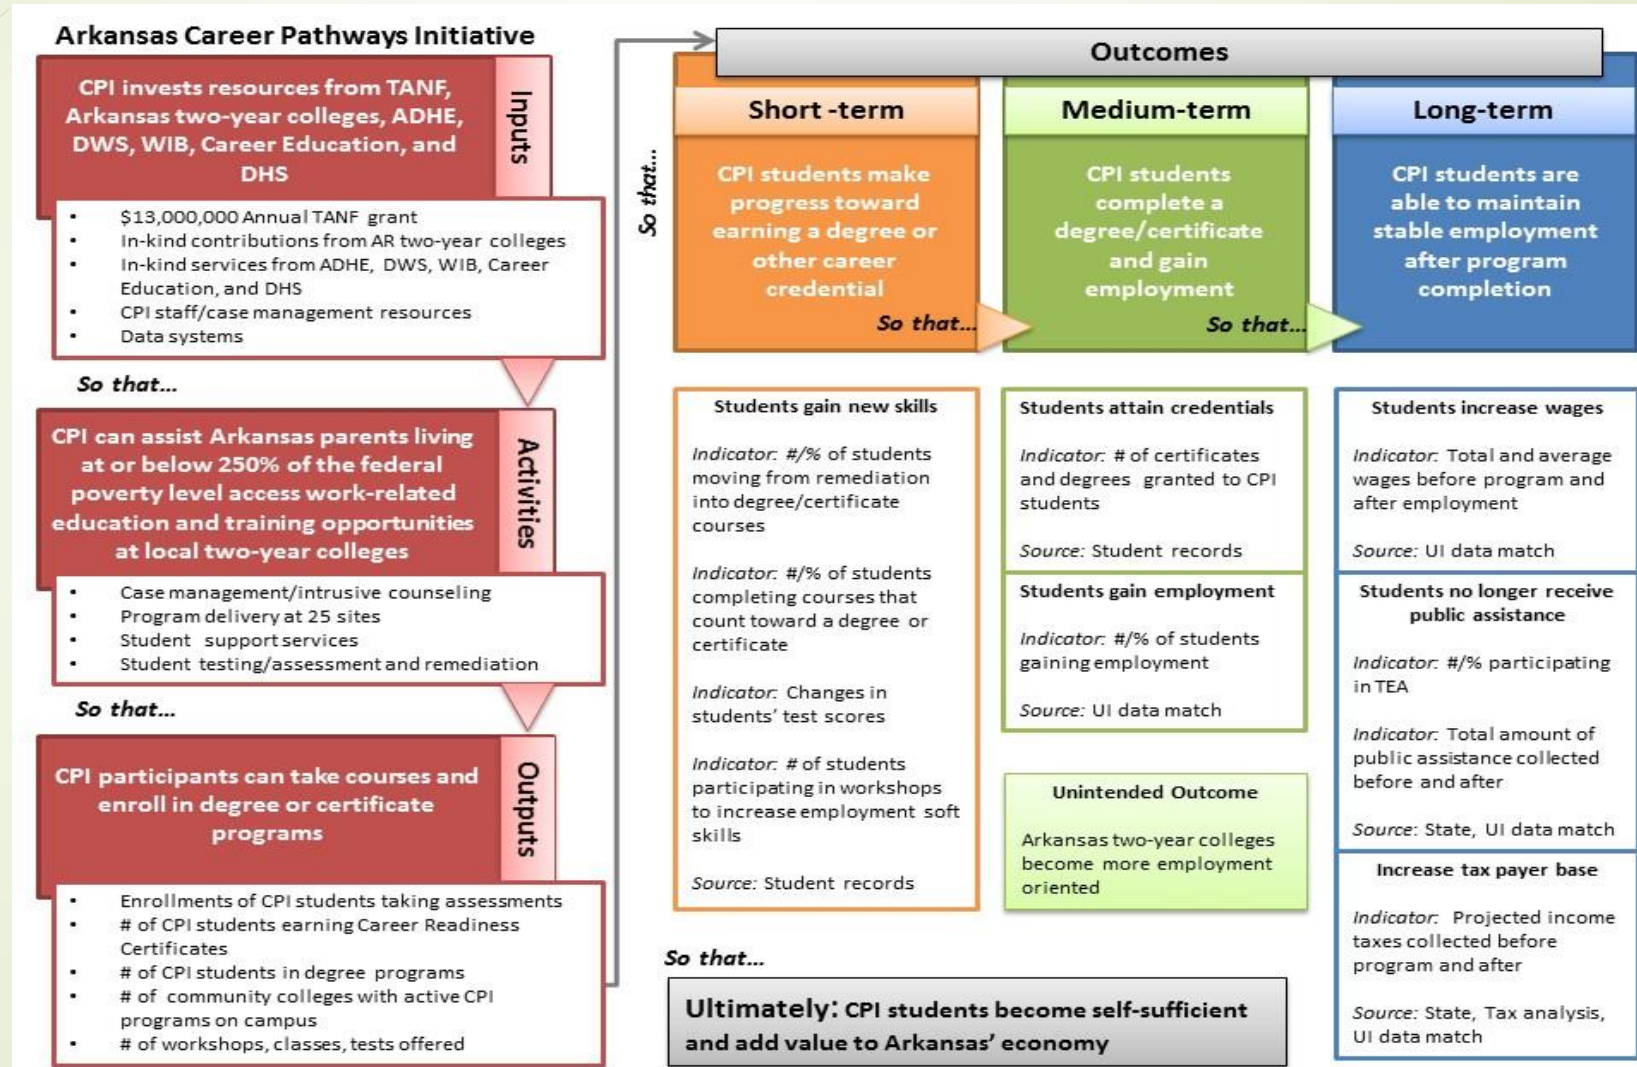 Arkansas Career Pathways Initiative
CPI invests resources from TANF,
Arkansas two-year colleges, ADHE,
DWS, WIB, Career Education, and
DHS
Inputs
• $13,000,000 Annual TANF grant
• In-kind contributions from AR two-year colleges
• In-kind services from ADHE, DWS, WIB, Career
Education, and DHS
• CPI staff/case management resources
• Data systems
So that...
CPI can assist Arkansas parents living
at or below 250% of the federal
poverty level access work-related
education and training opportunities
at local two-year colleges
Activities
• Case management/intrusive counseling
• Program delivery at 25 sites
• Student support services
• Student testing/assessment and remediation
So that...
CPI participants can take courses and
enroll in degree or certificate
programs
Outputs
• Enrollments of CPI students taking assessments
• # of CPI students earning Career Readiness
Certificates
• # of CPI students in degree programs
• # of community colleges with active CPI
programs on campus
• # of workshops, classes, tests offered
So that...
Outcomes
Short -term
CPI students make
progress toward
earning a degree or
other career
credential
So that...
Medium-term
CPI students
complete a
degree/certificate
and gain
employment
So that...
Long-term
CPI students are
able to maintain
stable employment
after program
completion
Students gain new skills
Indicator: #/% of students
moving from remediation
into degree/certificate
courses
Indicator: #/% of students
completing courses that
count toward a degree or
certificate
Indicator: Changes in
students' test scores
Indicator: # of students
participating in workshops
to increase employment soft
skills
Source: Student records
Students attain credentials
Indicator: # of certificates
and degrees granted to CPI
students
Source: Student records
Students gain employment
Indicator: #/% of students
gaining employment
Source: UI data match
Unintended Outcome
Arkansas two-year colleges
become more employment
oriented
Students increase wages
Indicator: Total and average
wages before program and
after employment
Source: UI data match
Students no longer receive
public assistance
Indicator: #/% participating
in TEA
Indicator: Total amount of
public assistance collected
before and after
Source: State, UI data match
Increase tax payer base
Indicator: Projected income
taxes collected before
program and after
Source: State, Tax analysis,
UI data match
So that...
Ultimately: CPI students become self-sufficient
and add value to Arkansas' economy